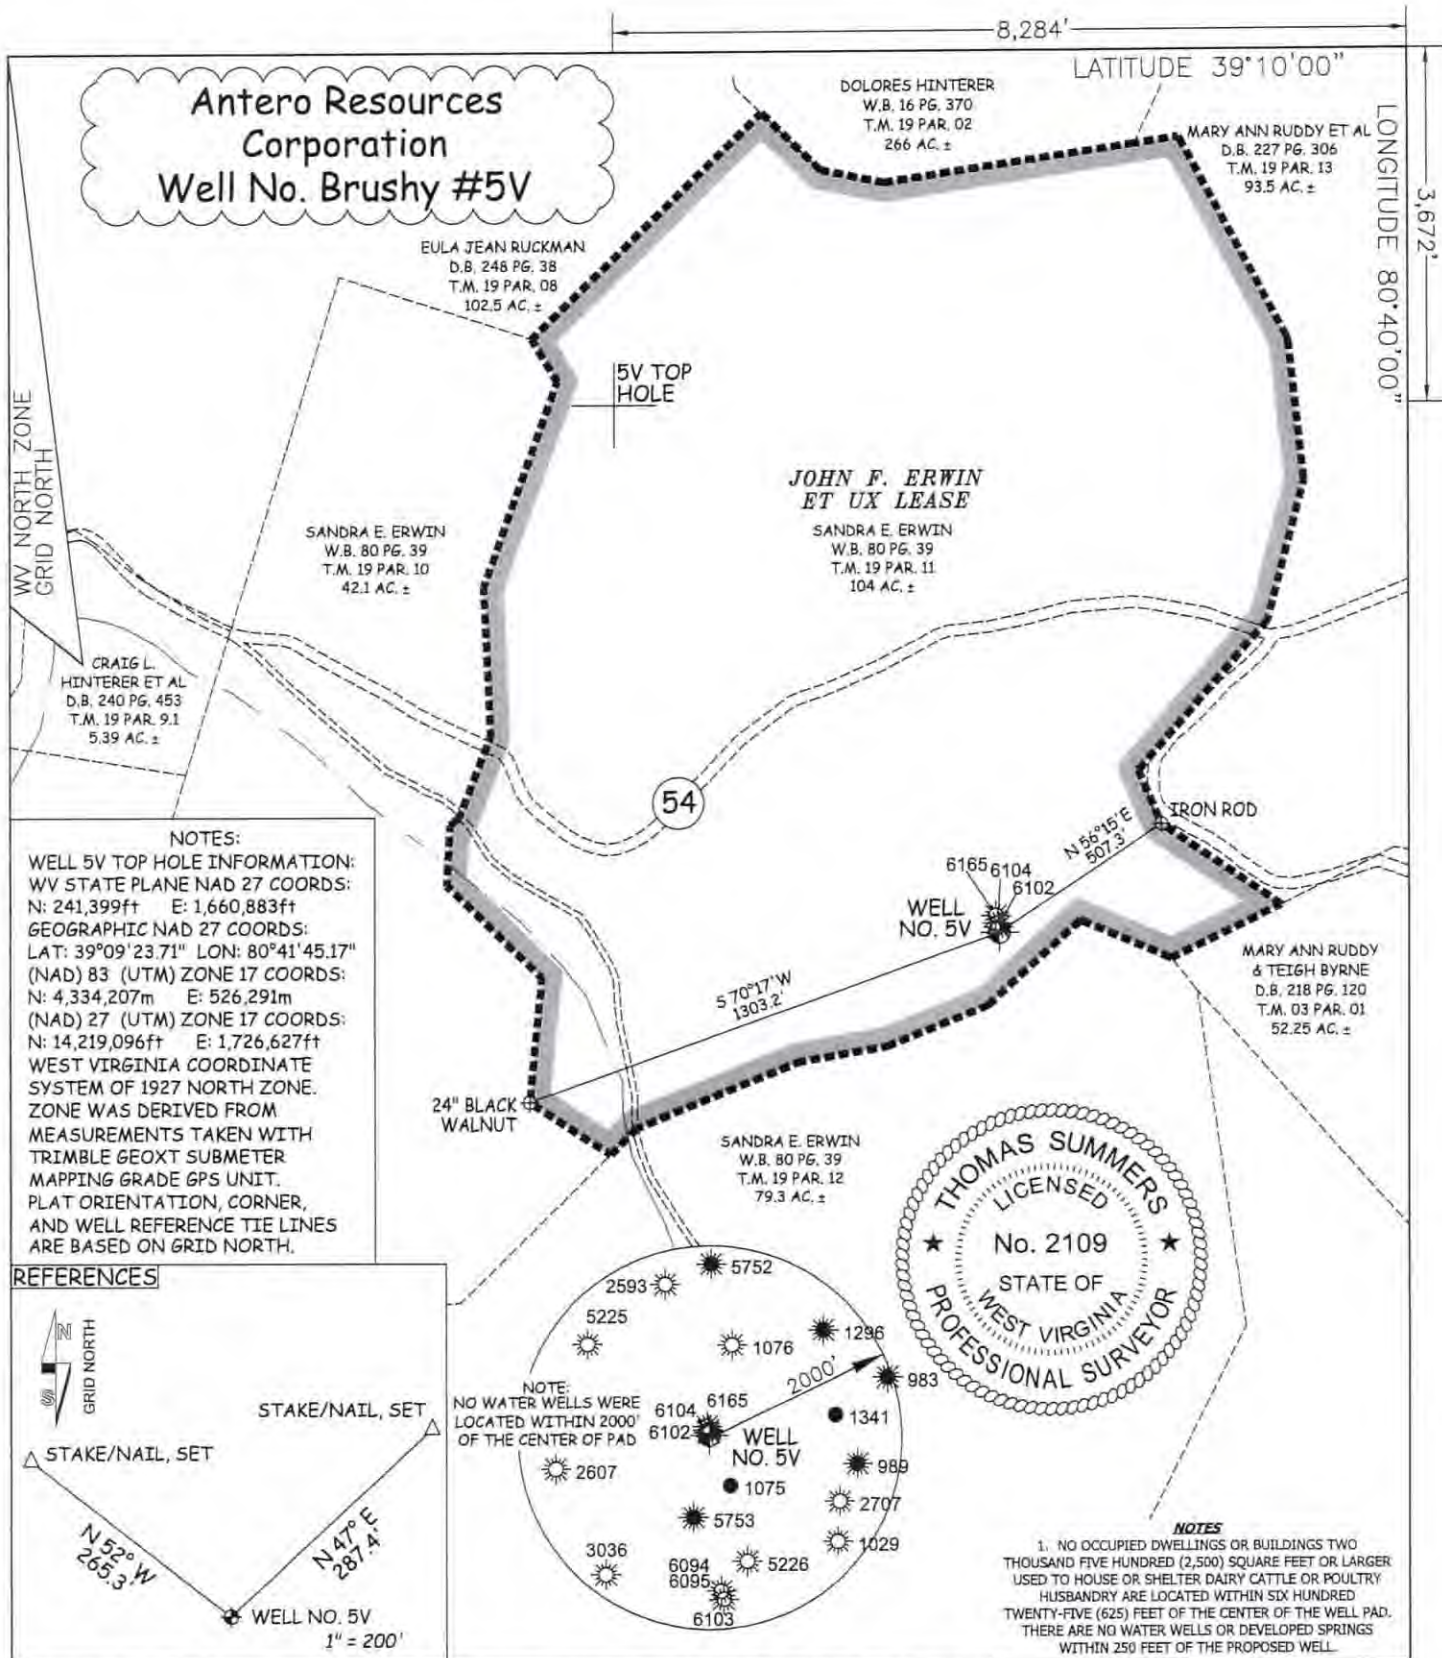 8,284'
LATITUDE 39°10'00"
LONGITUDE 80°40'00"
3,672'
Antero Resources
Corporation
Well No. Brushy #5V
DOLORES HINTERER
W.B. 16 PG. 370
T.M. 19 PAR. 02
266 AC. ±
MARY ANN RUDDY ET AL
D.B. 227 PG. 306
T.M. 19 PAR. 13
93.5 AC. ±
EULA JEAN RUCKMAN
D.B. 248 PG. 38
T.M. 19 PAR. 08
102.5 AC. ±
5V TOP
HOLE
WV NORTH ZONE
GRID NORTH
JOHN F. ERWIN
ET UX LEASE
SANDRA E. ERWIN
W.B. 80 PG. 39
T.M. 19 PAR. 11
104 AC. ±
SANDRA E. ERWIN
W.B. 80 PG. 39
T.M. 19 PAR. 10
42.1 AC. ±
CRAIG L.
HINTERER ET AL
D.B. 240 PG. 453
T.M. 19 PAR. 9.1
5.39 AC. ±
54
IRON ROD
N 56°15'E
507.3'
6165
6104
6102
WELL
NO. 5V
S 70°17'W
1303.2'
24" BLACK
WALNUT
MARY ANN RUDDY
& TEIGH BYRNE
D.B. 218 PG. 120
T.M. 03 PAR. 01
52.25 AC. ±
SANDRA E. ERWIN
W.B. 80 PG. 39
T.M. 19 PAR. 12
79.3 AC. ±
NOTES:
WELL 5V TOP HOLE INFORMATION:
WV STATE PLANE NAD 27 COORDS:
N: 241,399ft E: 1,660,883ft
GEOGRAPHIC NAD 27 COORDS:
LAT: 39°09'23.71" LON: 80°41'45.17"
(NAD) 83 (UTM) ZONE 17 COORDS:
N: 4,334,207m E: 526,291m
(NAD) 27 (UTM) ZONE 17 COORDS:
N: 14,219,096ft E: 1,726,627ft
WEST VIRGINIA COORDINATE
SYSTEM OF 1927 NORTH ZONE.
ZONE WAS DERIVED FROM
MEASUREMENTS TAKEN WITH
TRIMBLE GEOXT SUBMETER
MAPPING GRADE GPS UNIT.
PLAT ORIENTATION, CORNER,
AND WELL REFERENCE TIE LINES
ARE BASED ON GRID NORTH.
THOMAS SUMMERS
LICENSED
No. 2109
STATE OF
WEST VIRGINIA
PROFESSIONAL SURVEYOR
REFERENCES
N
S
GRID NORTH
STAKE/NAIL, SET
STAKE/NAIL, SET
N 52° W
265.3'
N 47° E
287.4'
WELL NO. 5V
1" = 200'
5752
2593
5225
1076
1296
2000'
983
NOTE:
NO WATER WELLS WERE
LOCATED WITHIN 2000'
OF THE CENTER OF PAD
6165
6104
6102
WELL
NO. 5V
1341
989
2607
1075
2707
5753
1029
3036
6094
6095
5226
6103
NOTES
1. NO OCCUPIED DWELLINGS OR BUILDINGS TWO
THOUSAND FIVE HUNDRED (2,500) SQUARE FEET OR LARGER
USED TO HOUSE OR SHELTER DAIRY CATTLE OR POULTRY
HUSBANDRY ARE LOCATED WITHIN SIX HUNDRED
TWENTY-FIVE (625) FEET OF THE CENTER OF THE WELL PAD.
THERE ARE NO WATER WELLS OR DEVELOPED SPRINGS
WITHIN 250 FEET OF THE PROPOSED WELL.